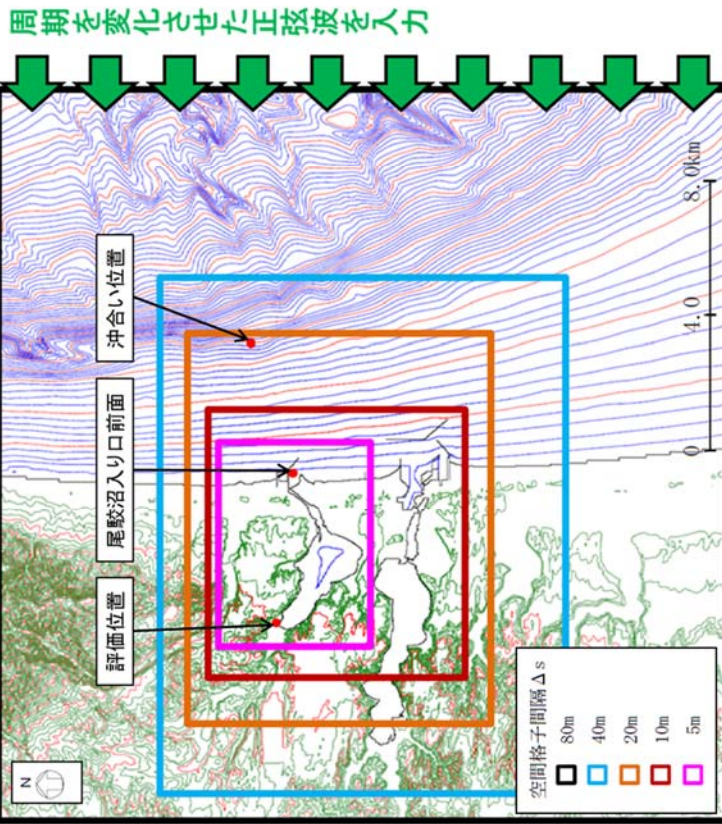 周期を変化させた正弦波を入力
沖合い位置
尾駮沼入り口前面
評価位置
N
0
4.0
8.0km
空間格子間隔Δs
80m
40m
20m
10m
5m